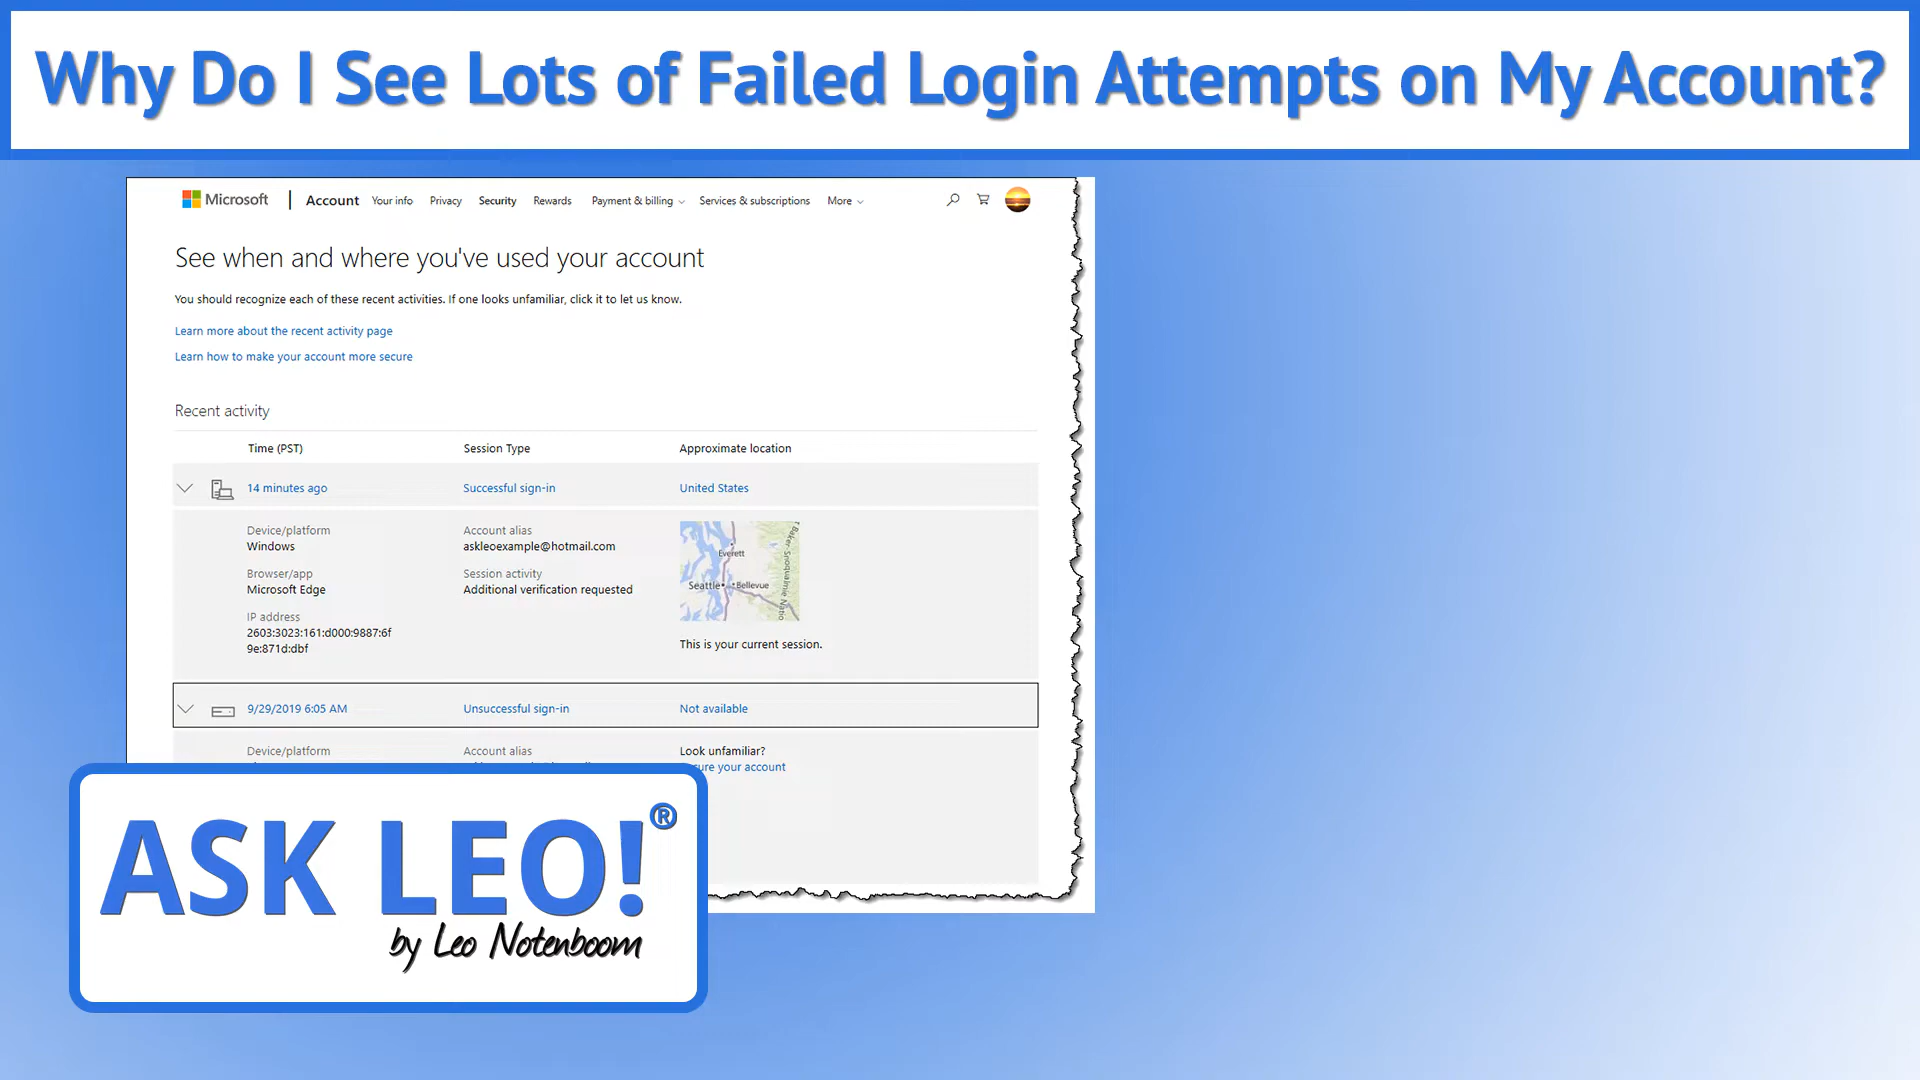 Why Do I See Lots of Failed Login Attempts on My Account?
Microsoft | Account Your info Privacy Security Rewards Payment & billing Services & subscriptions More
See when and where you've used your account
You should recognize each of these recent activities. If one looks unfamiliar, click it to let us know.
Learn more about the recent activity page
Learn how to make your account more secure
Recent activity
Time (PST) Session Type Approximate location
14 minutes ago Successful sign-in United States
Device/platform Account alias
Windows askleoexample@hotmail.com
Everett
Browser/app Session activity
Microsoft Edge Additional verification requested
Seattle Bellevue
IP address
2603:3023:161:d000:9887:6f
9e:871d:dbf
This is your current session.
9/29/2019 6:05 AM Unsuccessful sign-in Not available
Device/platform Account alias Look unfamiliar?
your account
ASK LEO!®
by Leo Notenboom